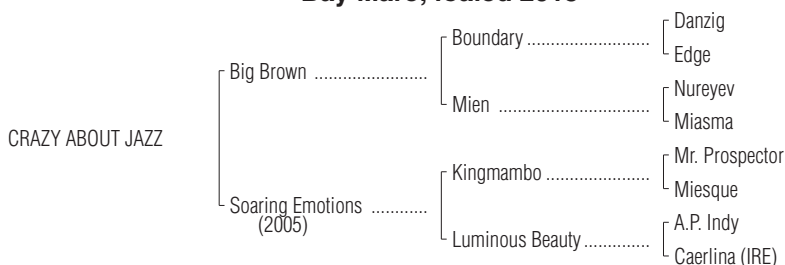 Bay Mare; foaled
Danzig
Boundary ..........................
Edge
Big Brown ........................
Nureyev
Mien ................................
Miasma
CRAZY ABOUT JAZZ
Mr. Prospector
Kingmambo ......................
Miesque
Soaring Emotions ............
(2005)
A.P. Indy
Luminous Beauty ..............
Caerlina (IRE)